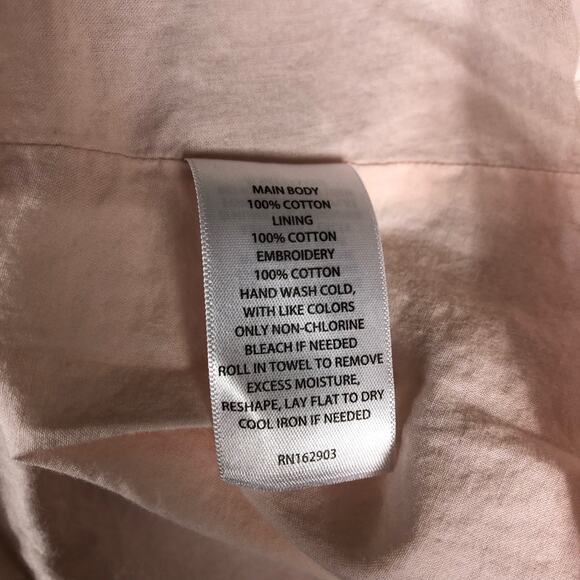 MAIN BODY
100% COTTON
LINING
100% COTTON
EMBROIDERY
100% COTTON
HAND WASH COLD,
WITH LIKE COLORS
ONLY NON-CHLORINE
BLEACH IF NEEDED
ROLL IN TOWEL TO REMOVE
EXCESS MOISTURE,
RESHAPE, LAY FLAT TO DRY
COOL IRON IF NEEDED
RN162903